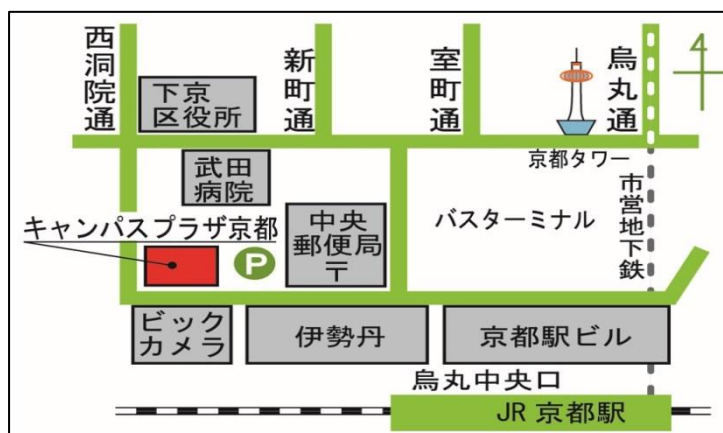 西洞院通
新町通
室町通
烏丸通
4
下京
区役所
京都タワー
武田
病院
市営地下鉄
キャンパスプラザ京都
中央
郵便局
〒
バスターミナル
P
ビック
カメラ
伊勢丹
京都駅ビル
烏丸中央口
JR 京都駅